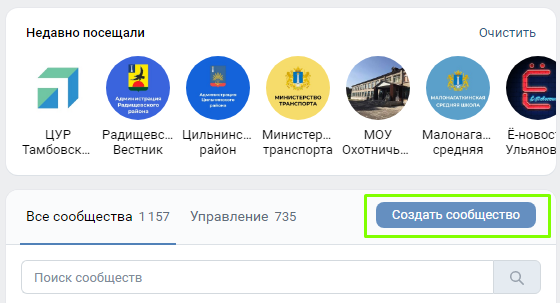 Недавно посещали
Очистить
Администрация
Радищевского
района
Администрация
Цильнинского
района
МИНИСТЕРСТВО
ТРАНСПОРТА
МАЛОНАГАТКИНСКАЯ
СРЕДНЯЯ ШКОЛА
ЦУР
Тамбовск...
Радищевс...
Вестник
Цильнинс...
район
Министер...
транспорта
МОУ
Охотничь...
Малонага...
средняя
Ё-новост
Ульянов
Все сообщества 1 157
Управление 735
Создать сообщество
Поиск сообществ